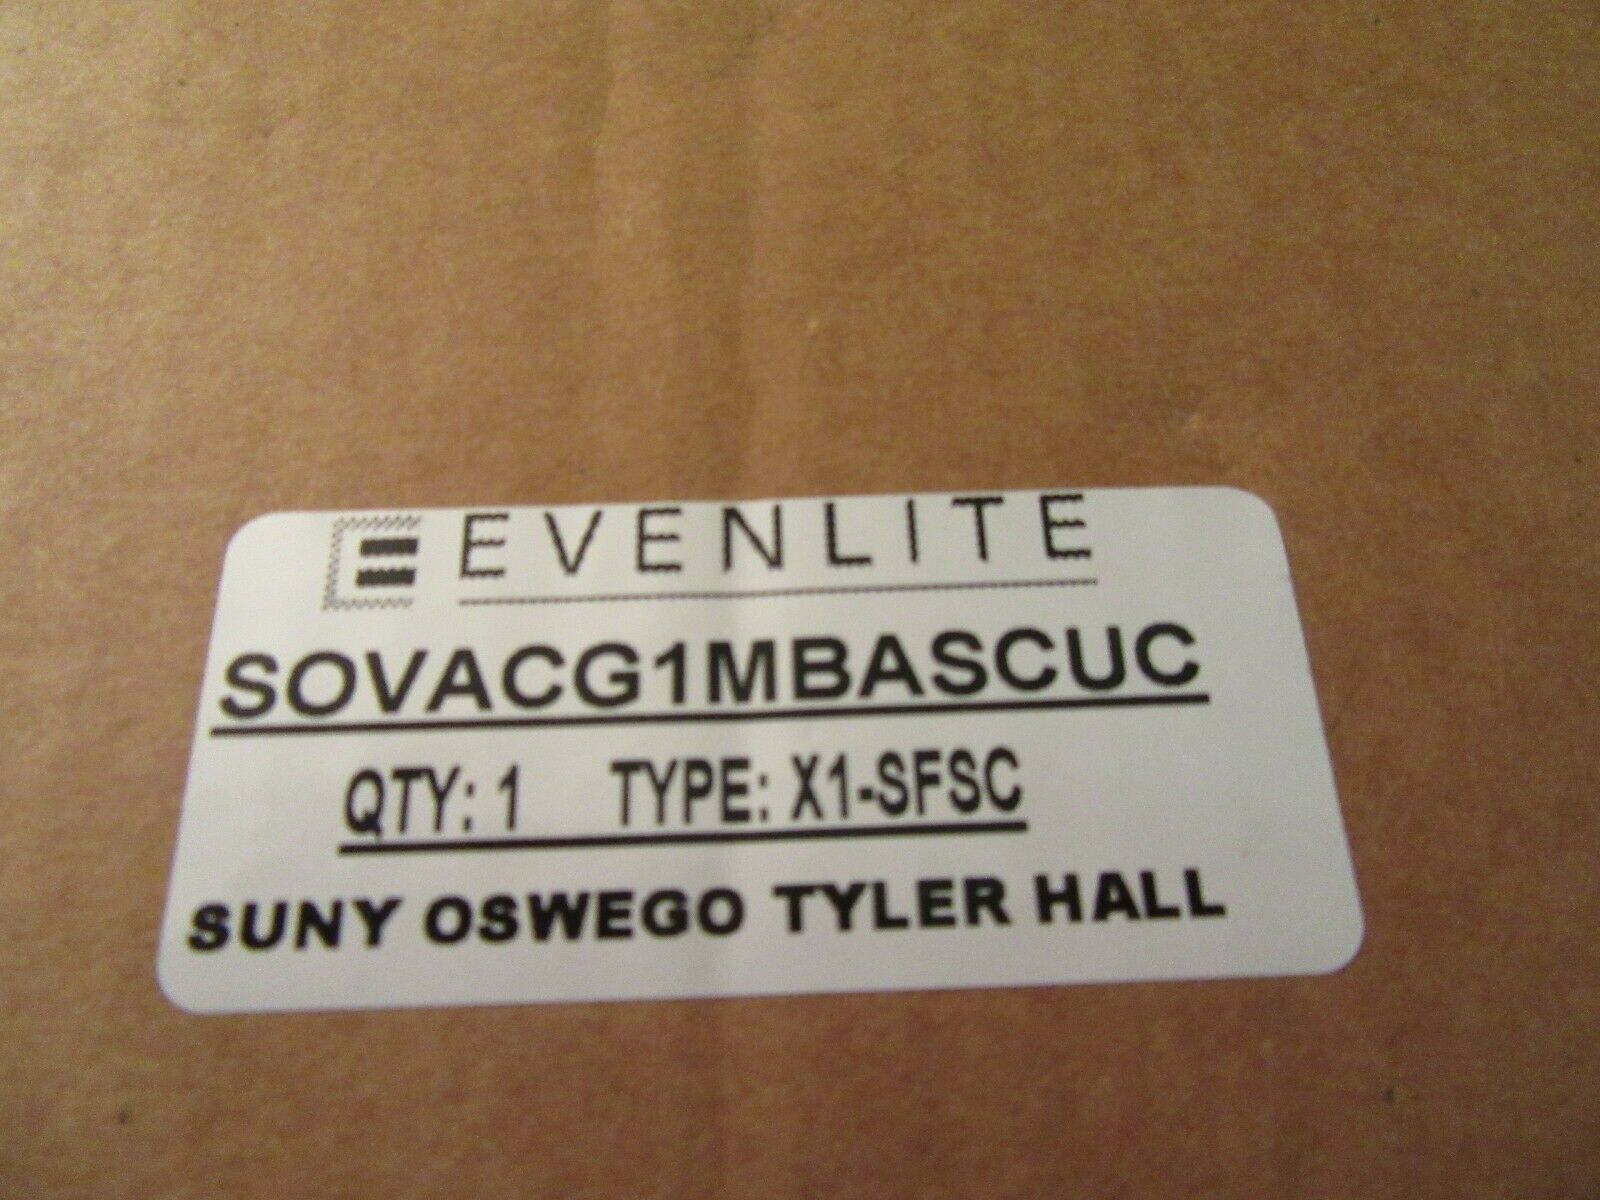 EVENLITE
SOVACG1MBASCUC
QTY: 1 TYPE: X1-SFSC
SUNY OSWEGO TYLER HALL